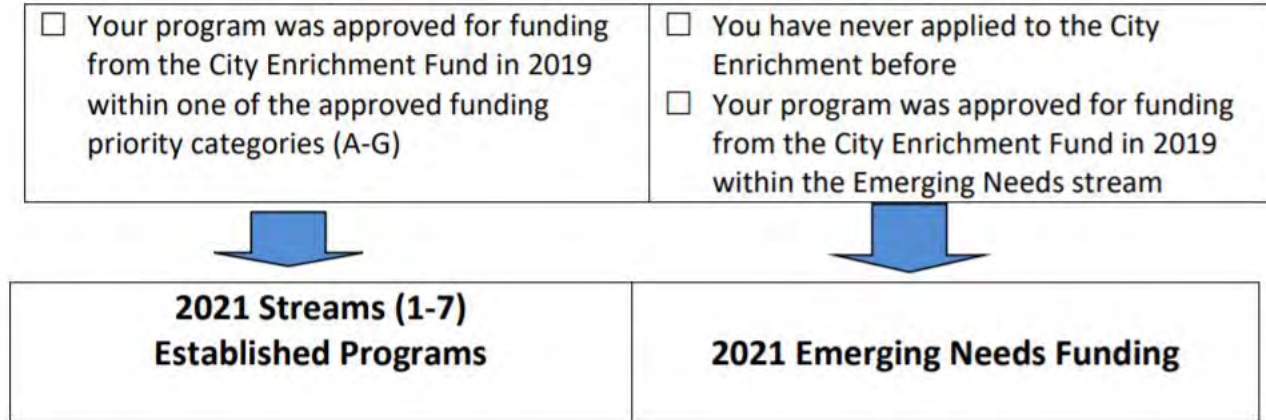 ☐ Your program was approved for funding
from the City Enrichment Fund in 2019
within one of the approved funding
priority categories (A-G)
☐ You have never applied to the City
Enrichment before
☐ Your program was approved for funding
from the City Enrichment Fund in 2019
within the Emerging Needs stream
2021 Streams (1-7)
Established Programs
2021 Emerging Needs Funding